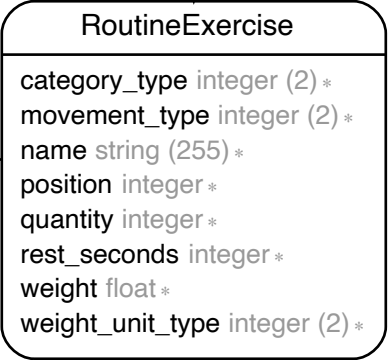 RoutineExercise
category_type integer (2) *
movement_type integer (2) *
name string (255) *
position integer *
quantity integer *
rest_seconds integer *
weight float *
weight_unit_type integer (2) *